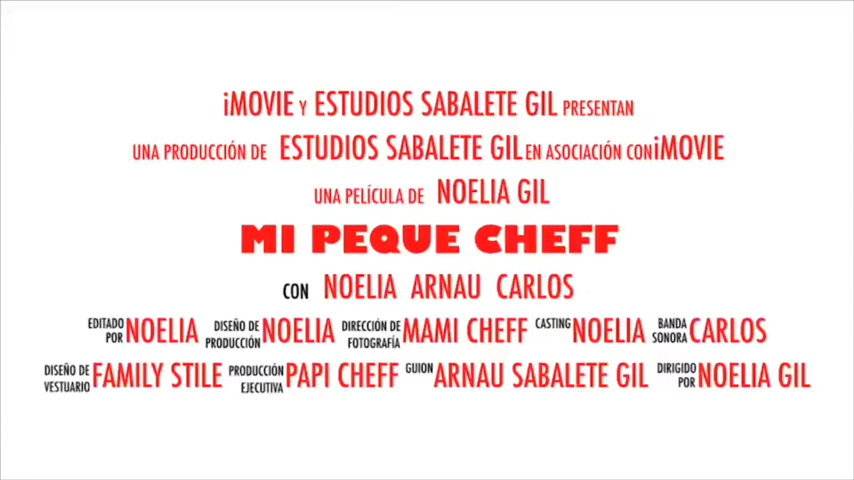 iMOVIE Y ESTUDIOS SABALETE GIL PRESENTAN
UNA PRODUCCIÓN DE ESTUDIOS SABALETE GIL EN ASOCIACIÓN CON iMOVIE
UNA PELÍCULA DE NOELIA GIL
MI PEQUE CHEFF
CON NOELIA ARNAU CARLOS
EDITADO POR NOELIA DISEÑO DE PRODUCCIÓN NOELIA DIRECCIÓN DE FOTOGRAFÍA MAMI CHEFF CASTING NOELIA BANDA SONORA CARLOS
DISEÑO DE VESTUARIO FAMILY STILE PRODUCCIÓN EJECUTIVA PAPI CHEFF GUION ARNAU SABALETE GIL DIRIGIDO POR NOELIA GIL